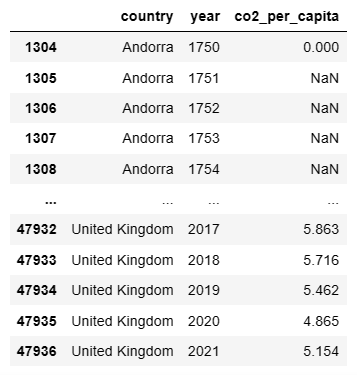 country year co2_per_capita
1304 Andorra 1750 0.000
1305 Andorra 1751 NaN
1306 Andorra 1752 NaN
1307 Andorra 1753 NaN
1308 Andorra 1754 NaN
... ... ... ...
47932 United Kingdom 2017 5.863
47933 United Kingdom 2018 5.716
47934 United Kingdom 2019 5.462
47935 United Kingdom 2020 4.865
47936 United Kingdom 2021 5.154